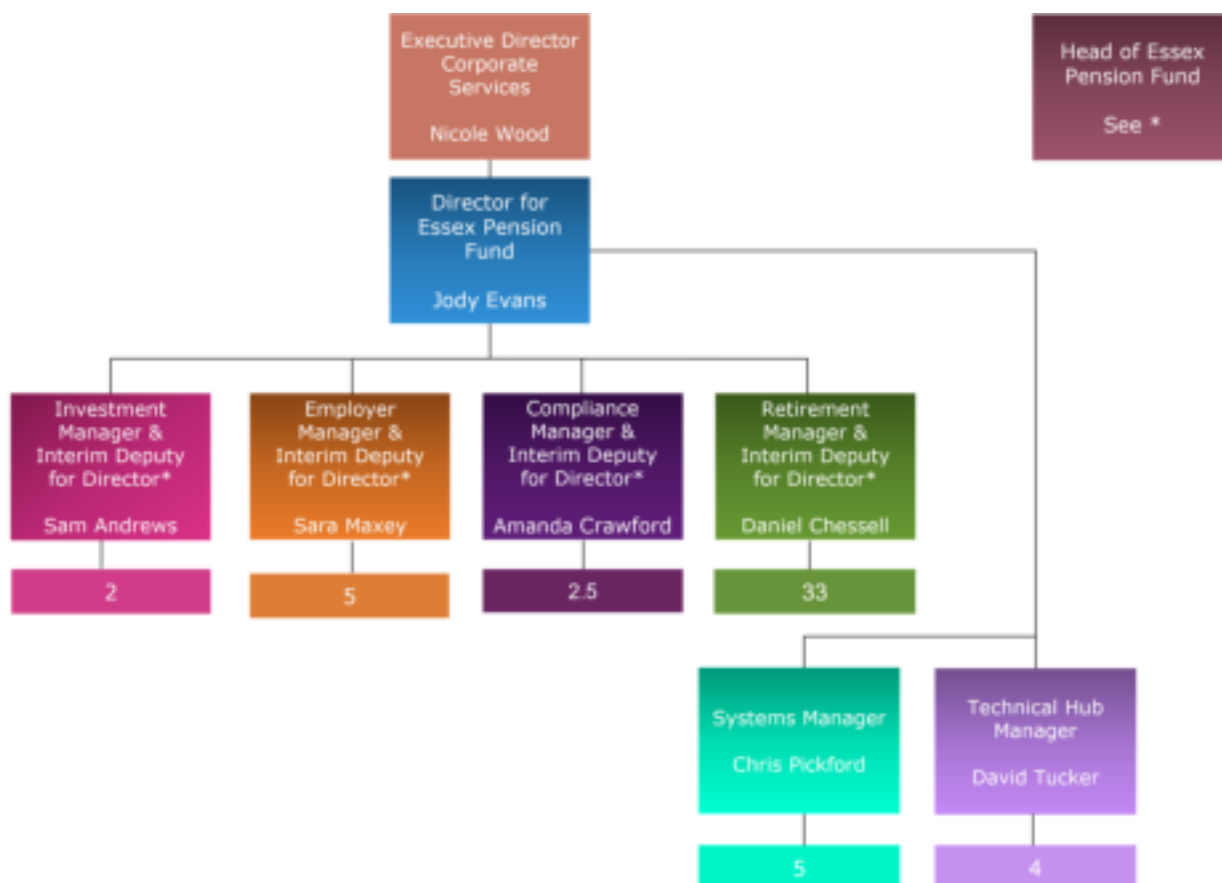 Executive Director
Corporate
Services
Nicole Wood
Head of Essex
Pension Fund
See *
Director for
Essex Pension
Fund
Jody Evans
Investment
Manager &
Interim Deputy
for Director*
Sam Andrews
2
Employer
Manager &
Interim Deputy
for Director*
Sara Maxey
5
Compliance
Manager &
Interim Deputy
for Director*
Amanda Crawford
2.5
Retirement
Manager &
Interim Deputy
for Director*
Daniel Chessell
33
Systems Manager
Chris Pickford
5
Technical Hub
Manager
David Tucker
4